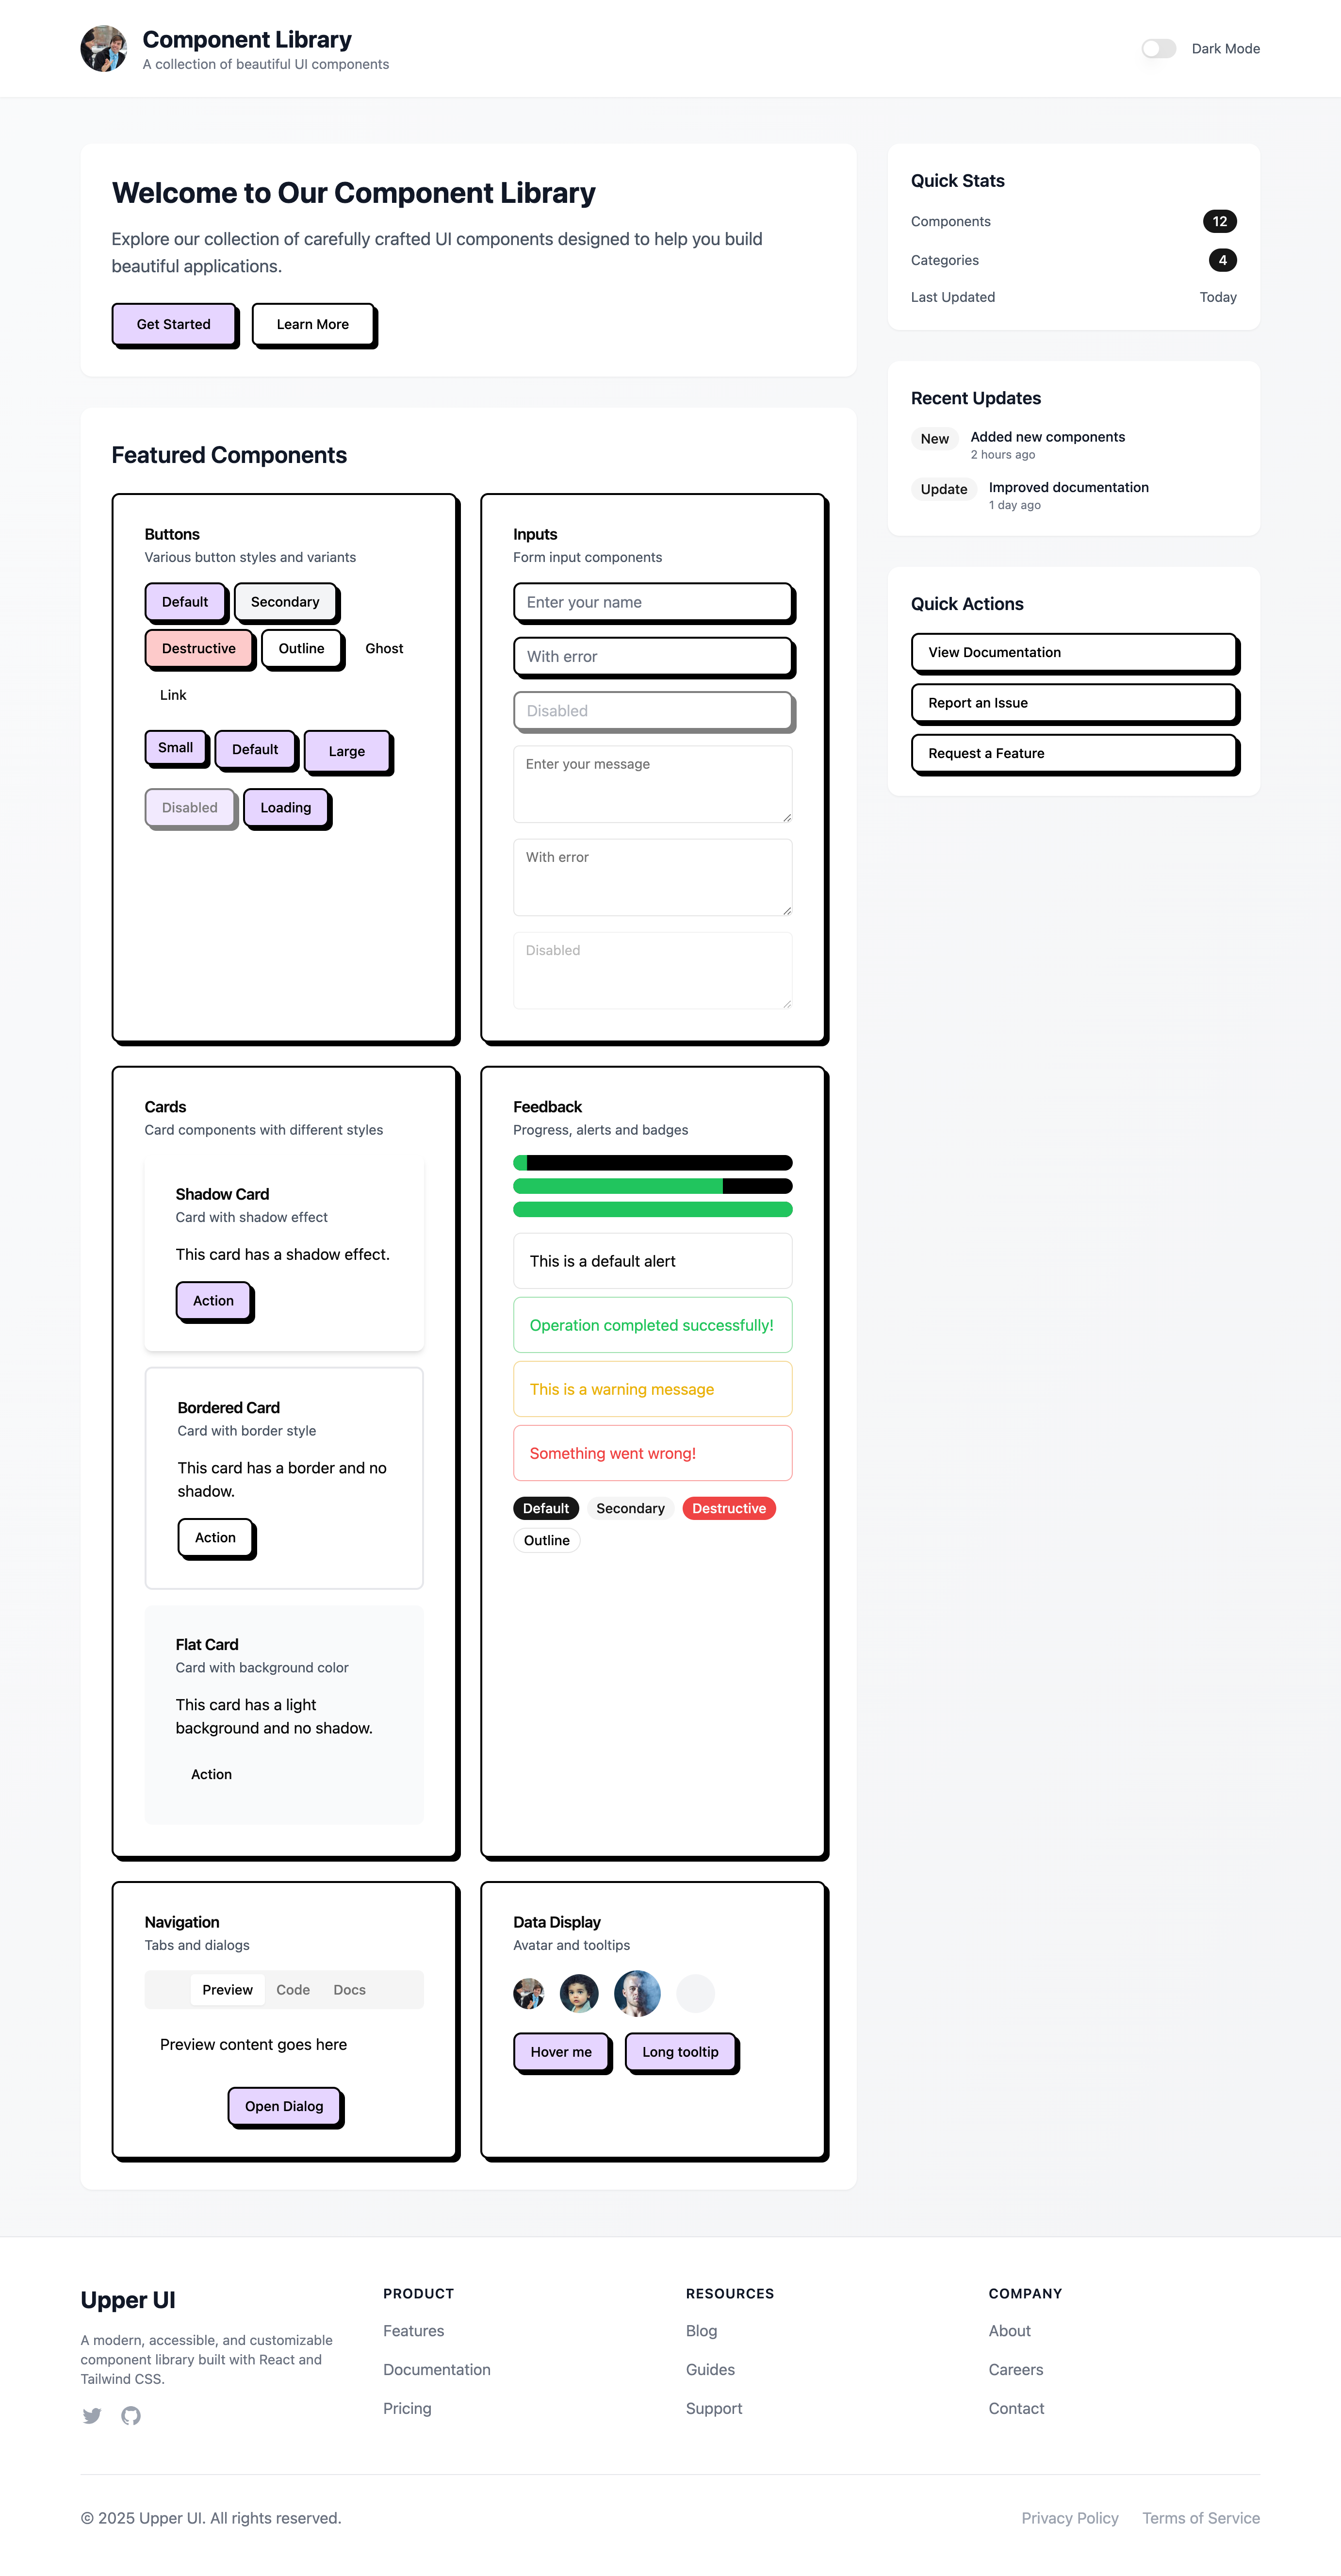 Component Library
A collection of beautiful UI components
Dark Mode
Welcome to Our Component Library
Explore our collection of carefully crafted UI components designed to help you build
beautiful applications.
Get Started
Learn More
Featured Components
Buttons
Various button styles and variants
Default
Secondary
Destructive
Outline
Ghost
Link
Small
Default
Large
Disabled
Loading
Inputs
Form input components
Enter your name
With error
Disabled
Enter your message
With error
Disabled
Cards
Card components with different styles
Shadow Card
Card with shadow effect
This card has a shadow effect.
Action
Bordered Card
Card with border style
This card has a border and no
shadow.
Action
Flat Card
Card with background color
This card has a light
background and no shadow.
Action
Feedback
Progress, alerts and badges
This is a default alert
Operation completed successfully!
This is a warning message
Something went wrong!
Default
Secondary
Destructive
Outline
Navigation
Tabs and dialogs
Preview
Code
Docs
Preview content goes here
Open Dialog
Data Display
Avatar and tooltips
Hover me
Long tooltip
Quick Stats
Components
12
Categories
4
Last Updated
Today
Recent Updates
New
Added new components
2 hours ago
Update
Improved documentation
1 day ago
Quick Actions
View Documentation
Report an Issue
Request a Feature
Upper UI
A modern, accessible, and customizable
component library built with React and
Tailwind CSS.
PRODUCT
Features
Documentation
Pricing
RESOURCES
Blog
Guides
Support
COMPANY
About
Careers
Contact
© 2025 Upper UI. All rights reserved.
Privacy Policy
Terms of Service